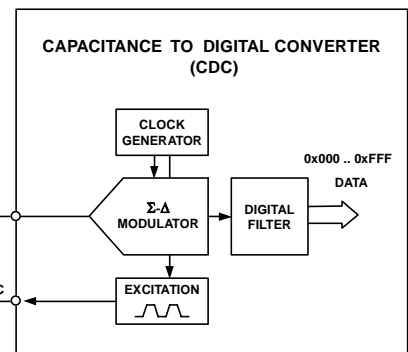 CAPACITANCE TO DIGITAL CONVERTER
(CDC)
CLOCK
GENERATOR
0x000 .. 0xFFF
DATA
Σ-Δ
MODULATOR
DIGITAL
FILTER
C
EXCITATION